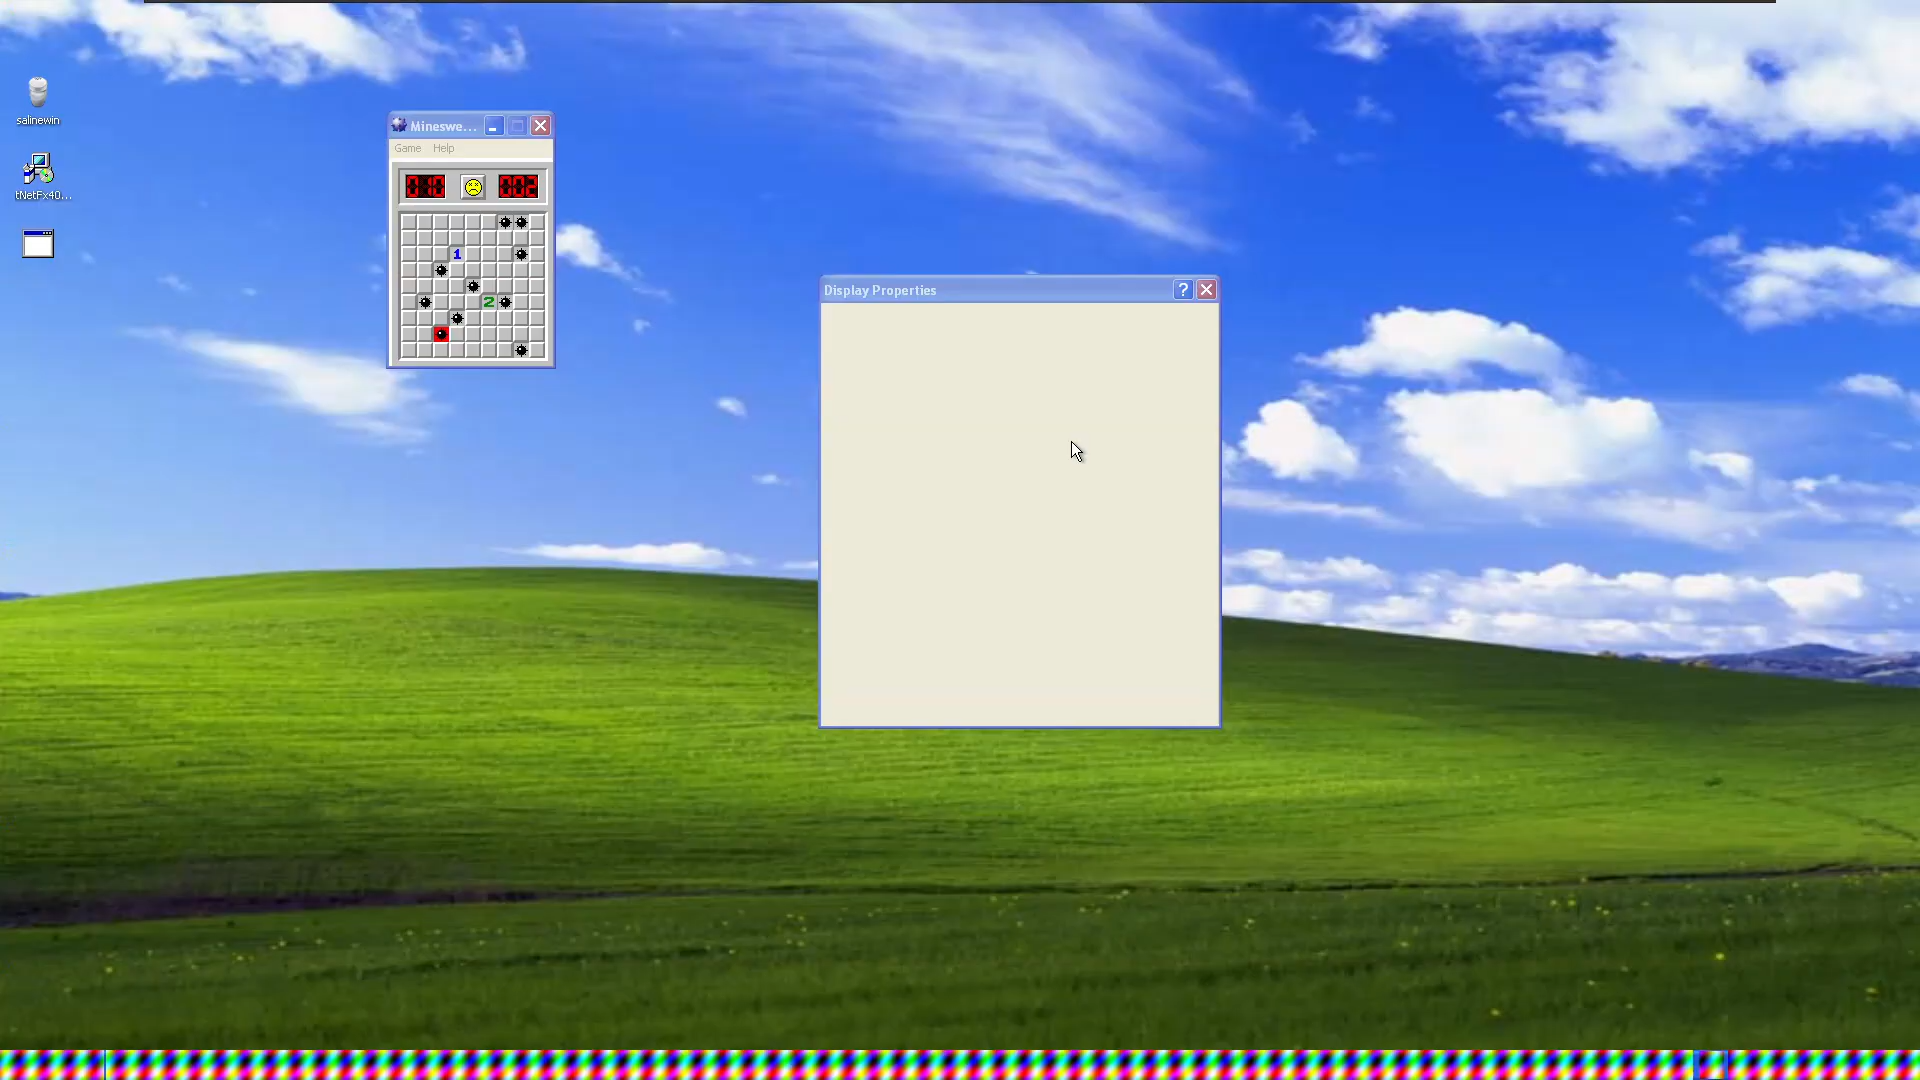 salinewin
tNetFx40...
Mineswe...
Game Help
010 002
1
2
Display Properties
?